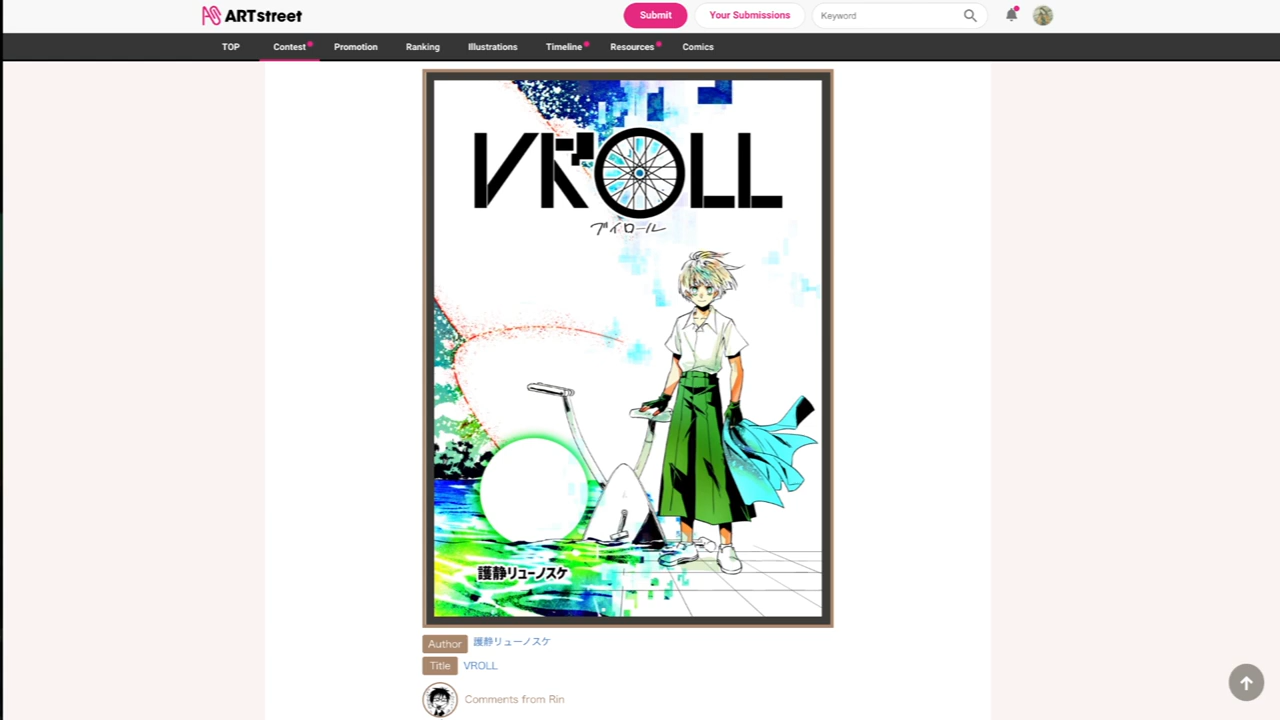 ARTstreet
Submit
Your Submissions
Keyword
TOP
Contest
Promotion
Ranking
Illustrations
Timeline
Resources
Comics
VROLL
ブイロール
護静リューノスケ
Author 護静リューノスケ
Title VROLL
Comments from Rin